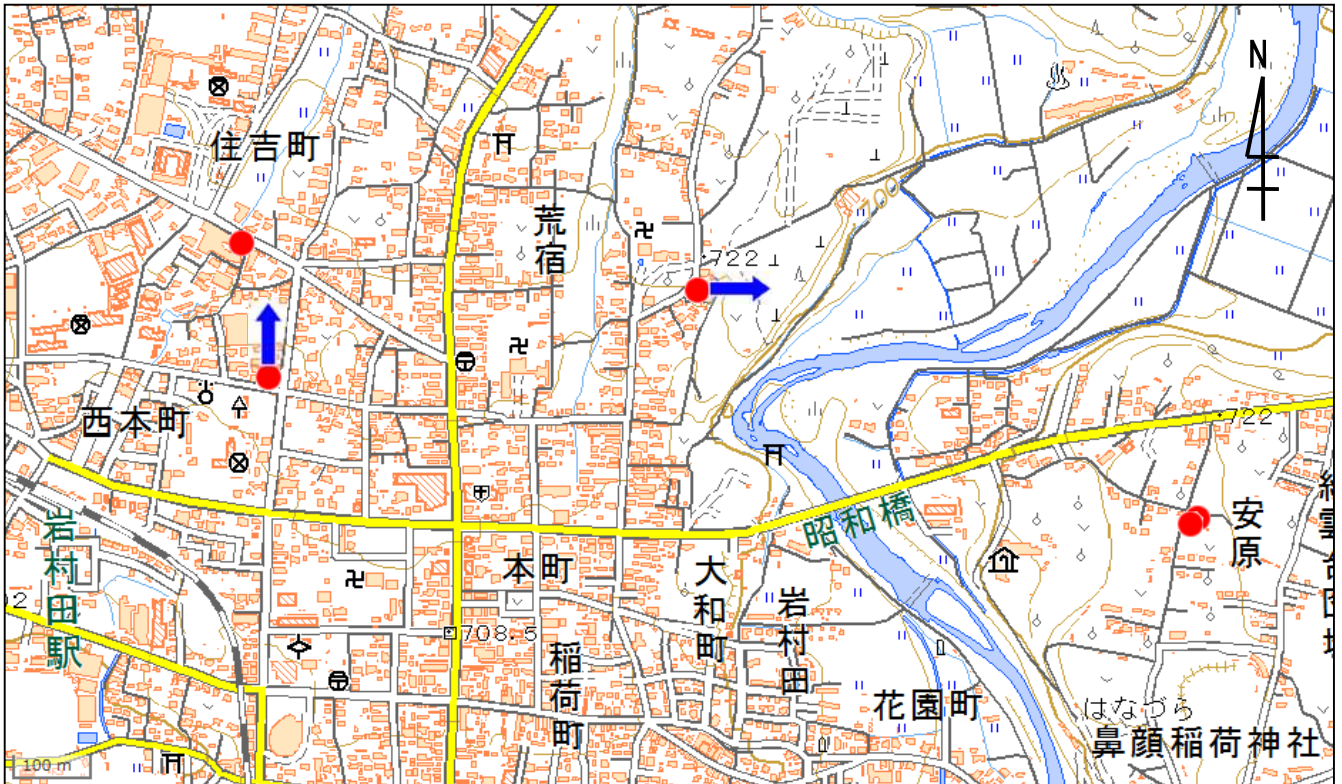 N
住吉町
荒宿
722
西本町
722
昭和橋
安原
岩村田駅
本町
大和町
岩村田
708.5
稲荷町
花園町
はなづら
鼻顔稲荷神社
100 m